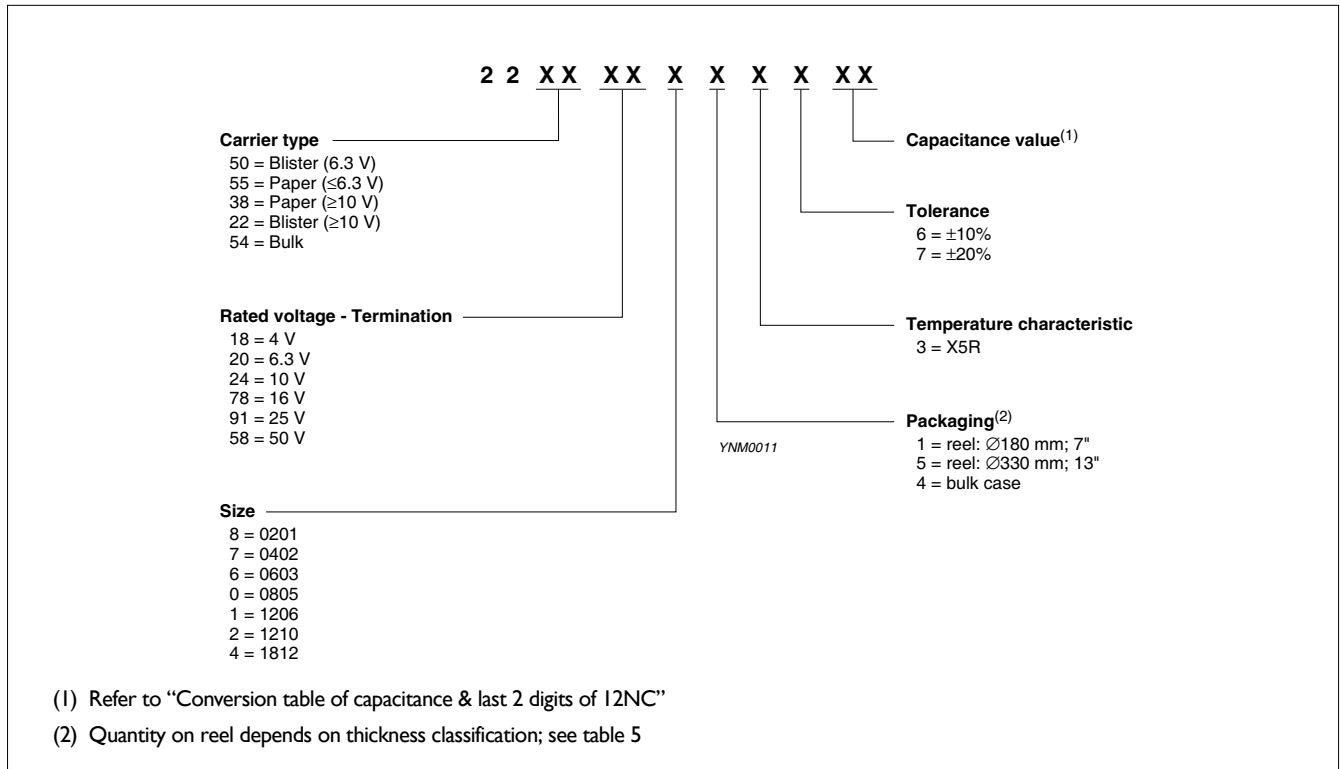 2 2 X X X X X X X X X X
Carrier type
50 = Blister (6.3 V)
55 = Paper (≤6.3 V)
38 = Paper (≥10 V)
22 = Blister (≥10 V)
54 = Bulk
Rated voltage - Termination
18 = 4 V
20 = 6.3 V
24 = 10 V
78 = 16 V
91 = 25 V
58 = 50 V
Size
8 = 0201
7 = 0402
6 = 0603
0 = 0805
1 = 1206
2 = 1210
4 = 1812
Capacitance value(1)
Tolerance
6 = ±10%
7 = ±20%
Temperature characteristic
3 = X5R
Packaging(2)
1 = reel: ∅180 mm; 7"
5 = reel: ∅330 mm; 13"
4 = bulk case
YNM0011
(1) Refer to “Conversion table of capacitance & last 2 digits of 12NC”
(2) Quantity on reel depends on thickness classification; see table 5